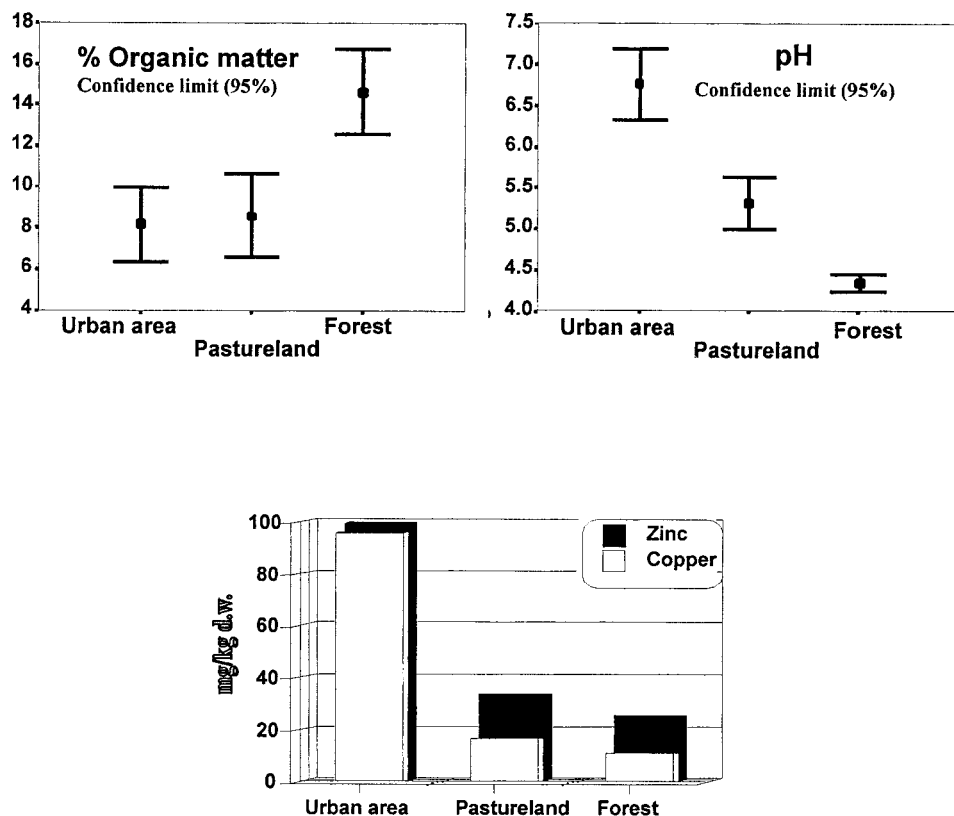 % Organic matter
Confidence limit (95%)
18
16
14
12
10
8
6
4
Urban area
Pastureland
Forest
pH
Confidence limit (95%)
7.5
7.0
6.5
6.0
5.5
5.0
4.5
4.0
Urban area
Pastureland
Forest
Zinc
Copper
mg/kg d.w.
100
80
60
40
20
0
Urban area
Pastureland
Forest